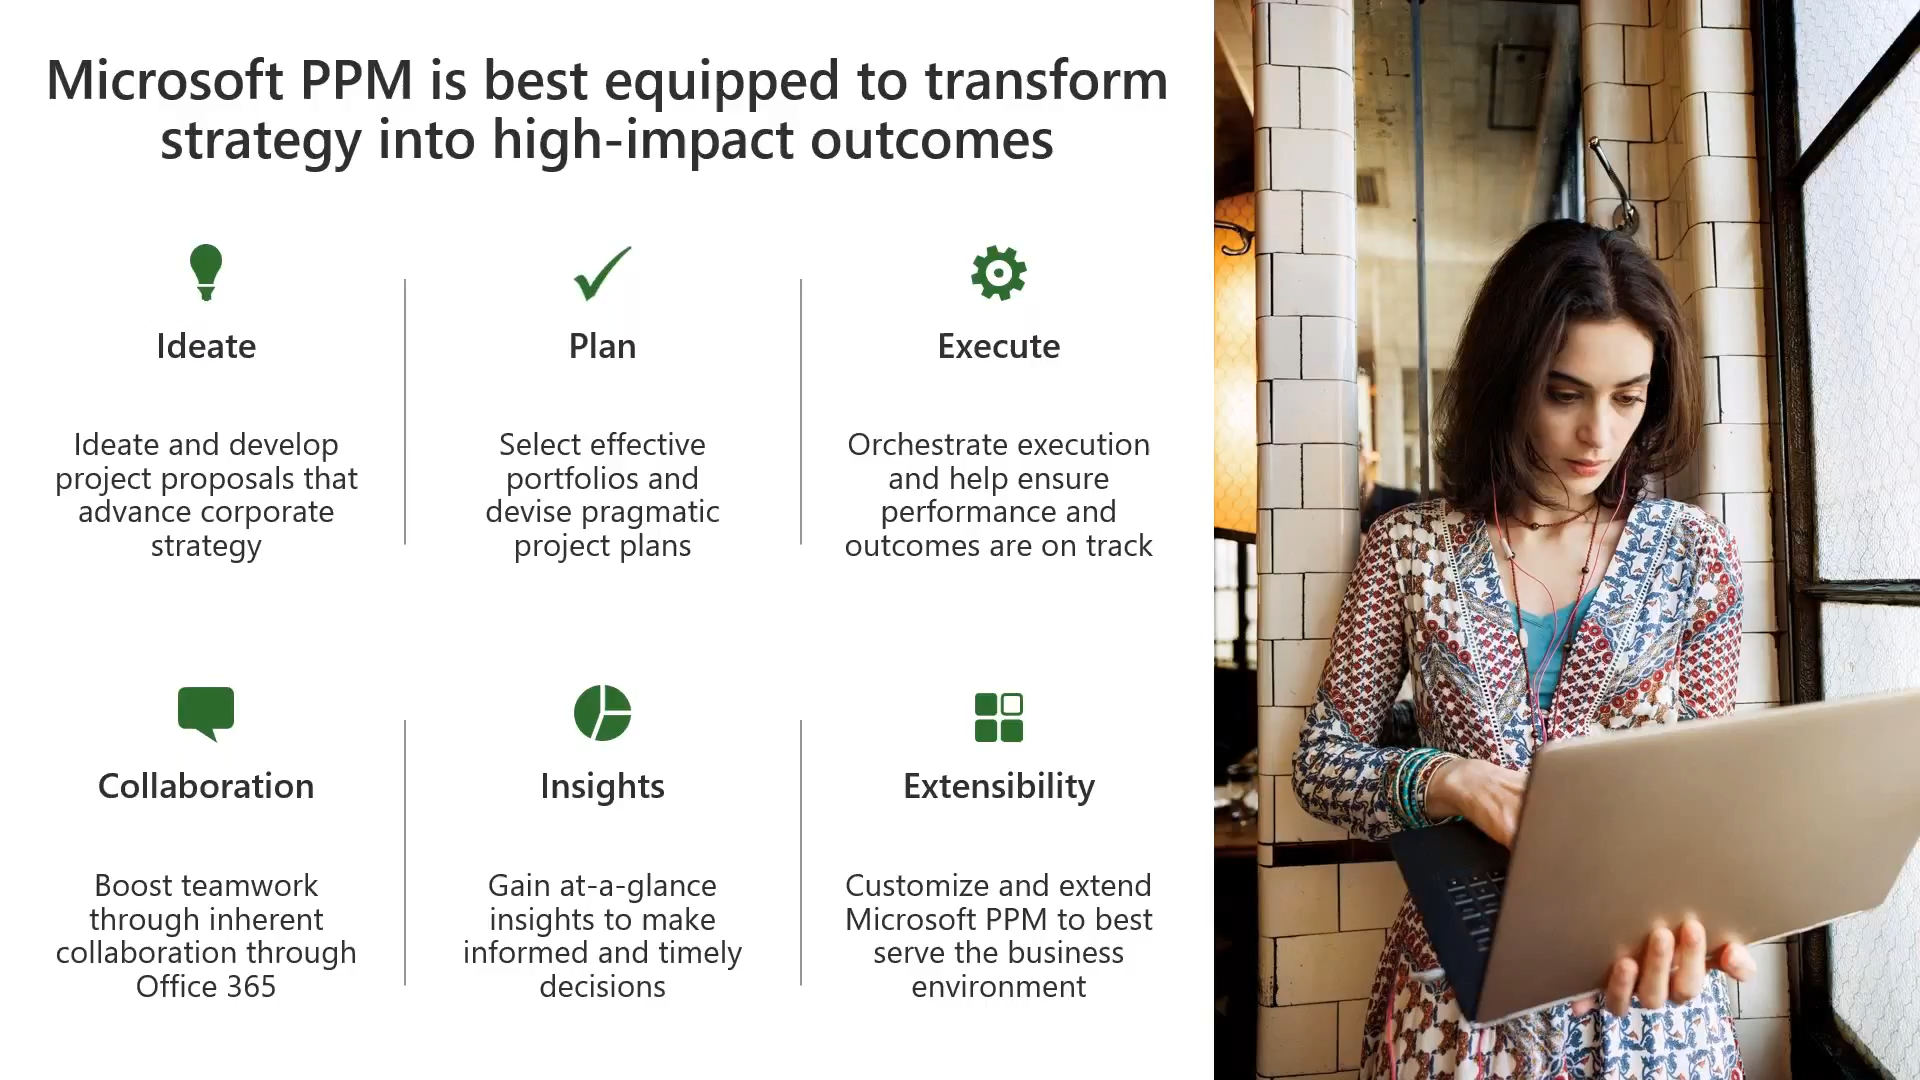 Microsoft PPM is best equipped to transform
strategy into high-impact outcomes
Ideate
Ideate and develop
project proposals that
advance corporate
strategy
Plan
Select effective
portfolios and
devise pragmatic
project plans
Execute
Orchestrate execution
and help ensure
performance and
outcomes are on track
Collaboration
Boost teamwork
through inherent
collaboration through
Office 365
Insights
Gain at-a-glance
insights to make
informed and timely
decisions
Extensibility
Customize and extend
Microsoft PPM to best
serve the business
environment